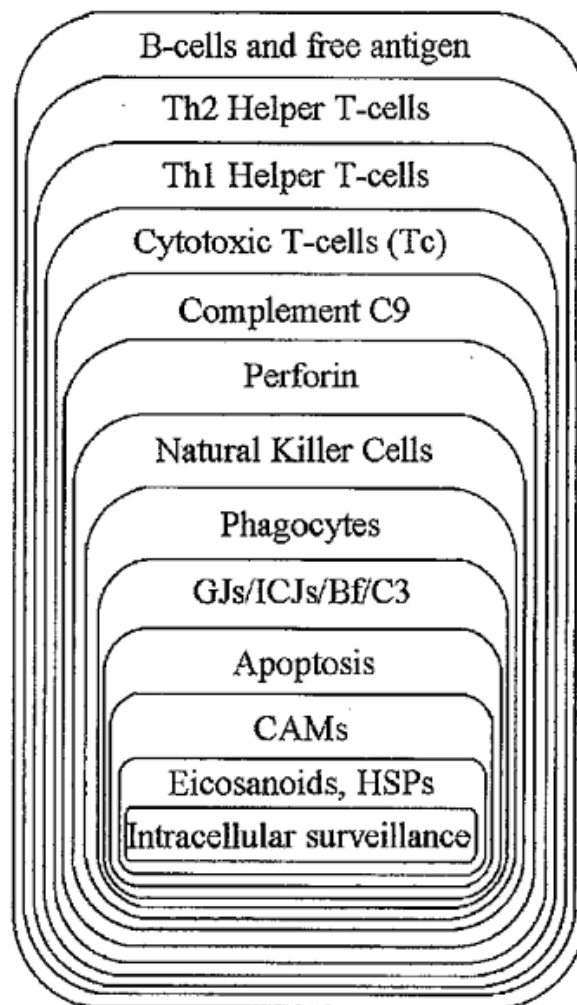 B-cells and free antigen
Th2 Helper T-cells
Th1 Helper T-cells
Cytotoxic T-cells (Tc)
Complement C9
Perforin
Natural Killer Cells
Phagocytes
GJs/ICJs/Bf/C3
Apoptosis
CAMs
Eicosanoids, HSPs
Intracellular surveillance